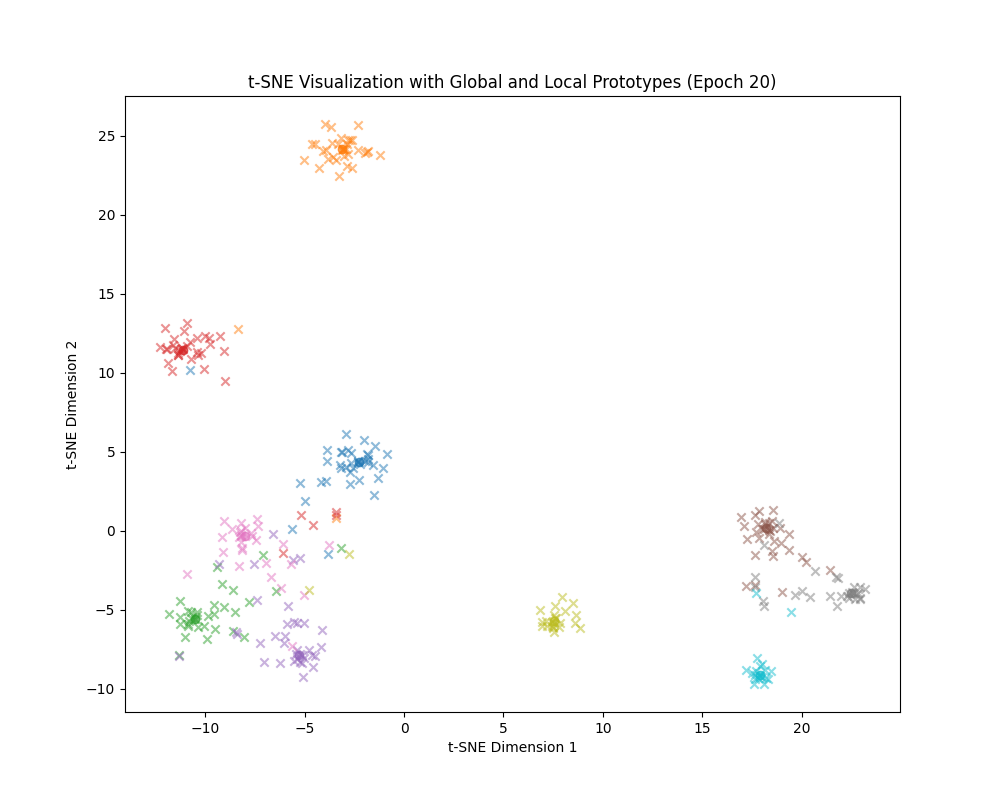 t-SNE Visualization with Global and Local Prototypes (Epoch 20)
25
20
15
10
5
0
−5
−10
t-SNE Dimension 2
−10 −5 0 5 10 15 20
t-SNE Dimension 1